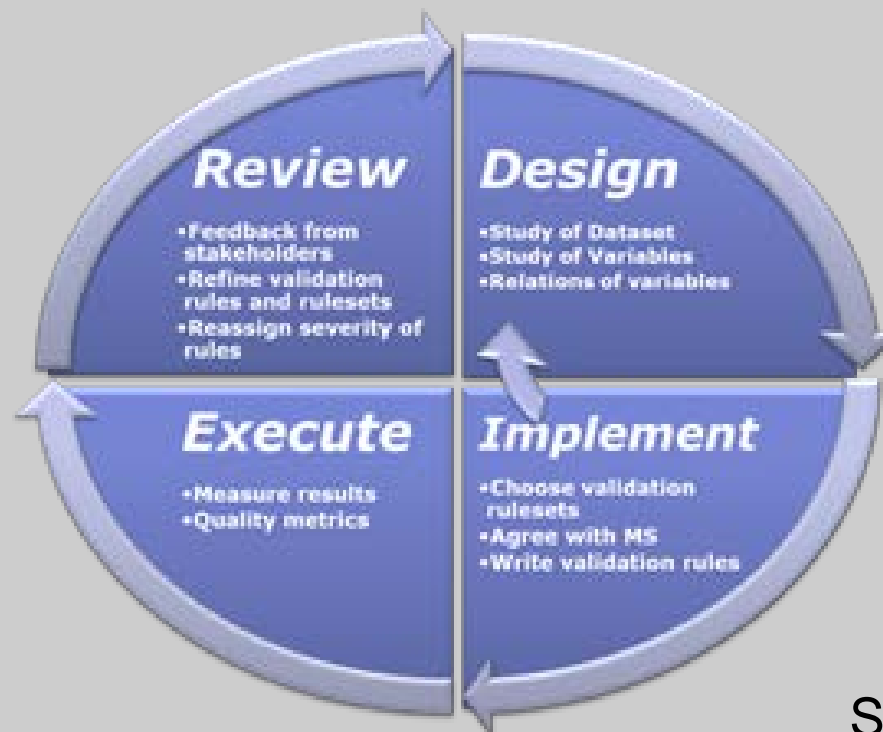 Review
•Feedback from
stakeholders
•Refine validation
rules and rulesets
•Reassign severity of
rules
Design
•Study of Dataset
•Study of Variables
•Relations of variables
Execute
•Measure results
•Quality metrics
Implement
•Choose validation
rulesets
•Agree with MS
•Write validation rules
S